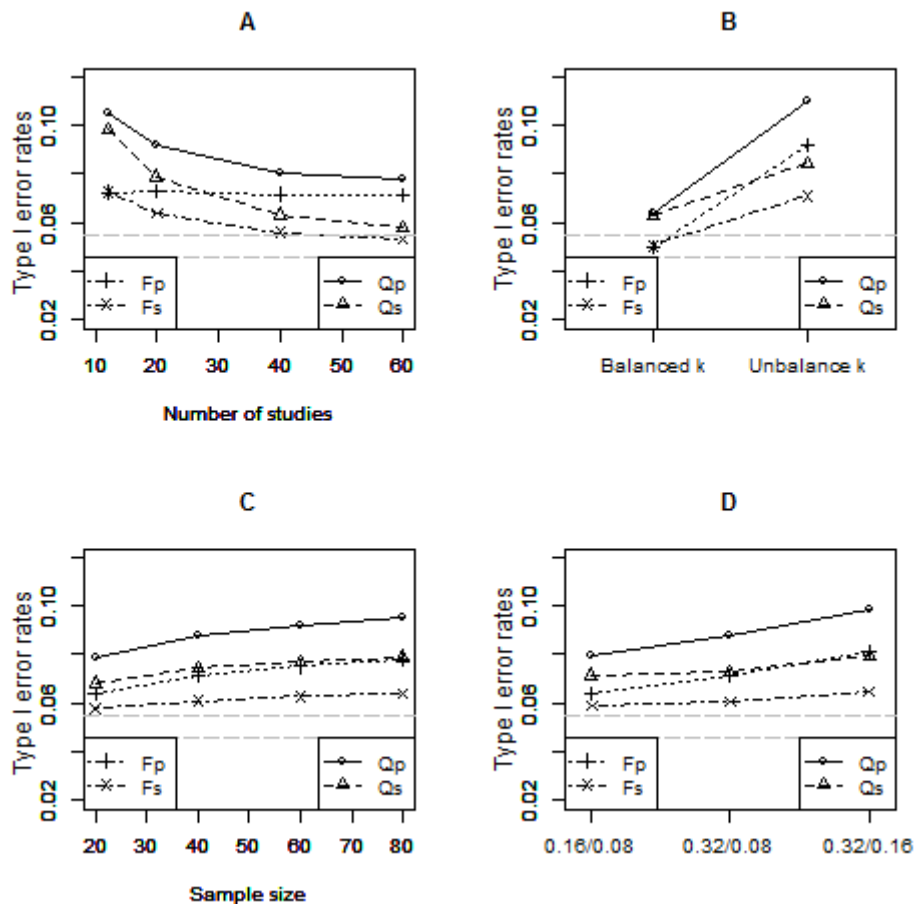 A
Type I error rates
0.02 0.06 0.10
Fp
Fs
Qp
Qs
10 20 30 40 50 60
Number of studies
B
Type I error rates
0.02 0.06 0.10
Fp
Fs
Qp
Qs
Balanced k Unbalance k
C
Type I error rates
0.02 0.06 0.10
Fp
Fs
Qp
Qs
20 30 40 50 60 70 80
Sample size
D
Type I error rates
0.02 0.06 0.10
Fp
Fs
Qp
Qs
0.16/0.08 0.32/0.08 0.32/0.16